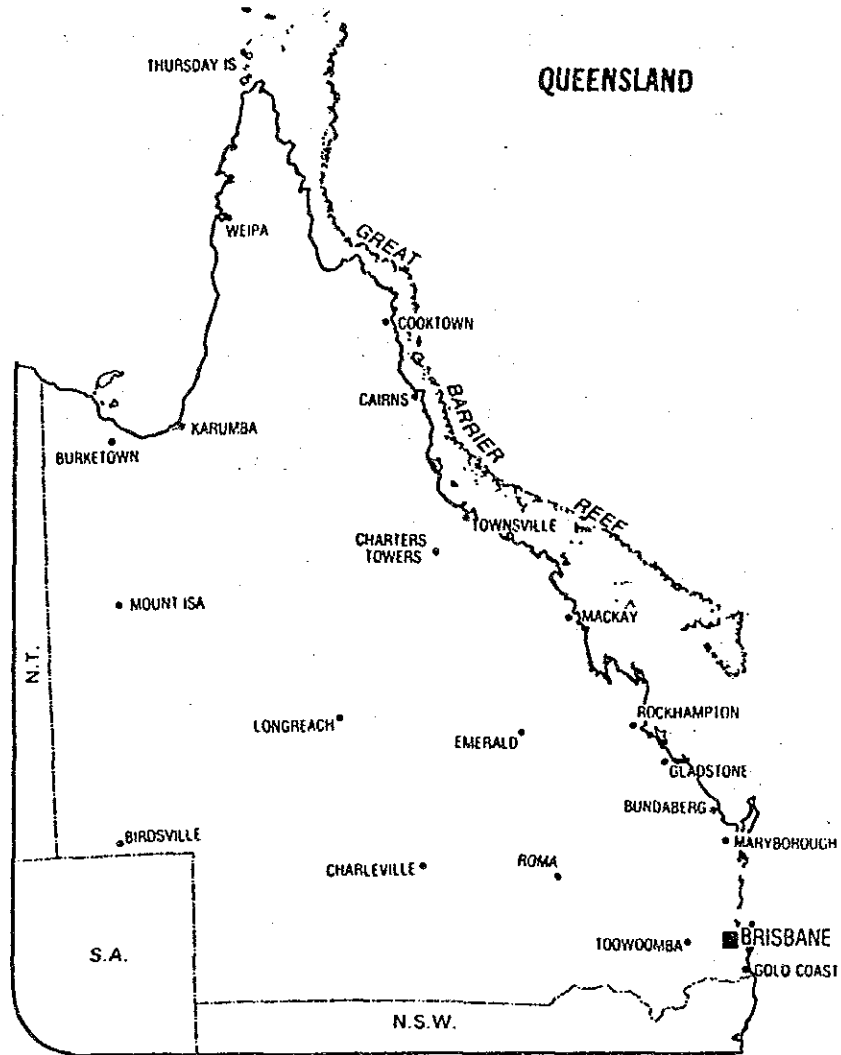 THURSDAY IS
QUEENSLAND
WEIPA
GREAT
COOKTOWN
CAIRNS
BARRIER
KARUMBA
BURKETOWN
REEF
TOWNSVILLE
CHARTERS
TOWERS
MOUNT ISA
MACKAY
N.T.
LONGREACH
EMERALD
ROCKHAMPTON
GLADSTONE
BUNDABERG
BIRDSVILLE
MARYBOROUGH
CHARLEVILLE
ROMA
S.A.
TOOWOOMBA
BRISBANE
GOLD COAST
N.S.W.